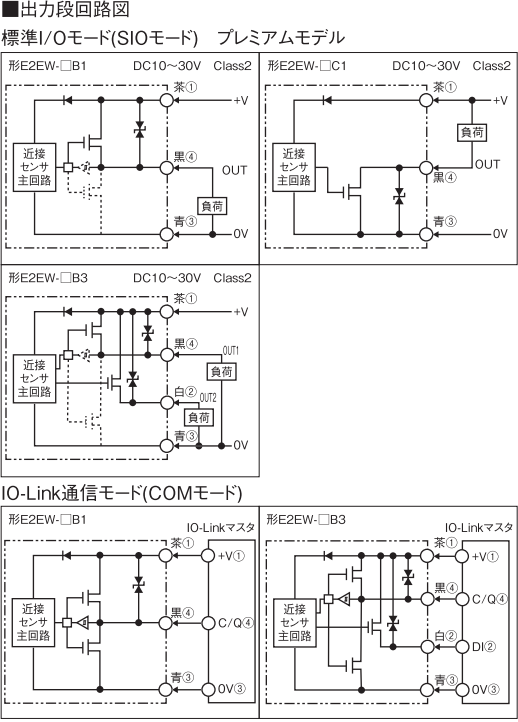 ■出力段回路図
標準I/Oモード(SIOモード) プレミアムモデル
形E2EW-□B1 DC10～30V Class2
茶①
+V
近接
センサ
主回路
黒④
OUT
負荷
青③
0V
形E2EW-□C1 DC10～30V Class2
茶①
+V
負荷
近接
センサ
主回路
OUT
黒④
青③
0V
形E2EW-□B3 DC10～30V Class2
茶①
+V
黒④
OUT1
近接
センサ
主回路
負荷
白②
OUT2
負荷
青③
0V
IO-Link通信モード(COMモード)
形E2EW-□B1
IO-Linkマスタ
茶①
+V①
近接
センサ
主回路
黒④
C/Q④
青③
0V③
形E2EW-□B3
IO-Linkマスタ
茶①
+V①
黒④
C/Q④
近接
センサ
主回路
白②
DI②
青③
0V③